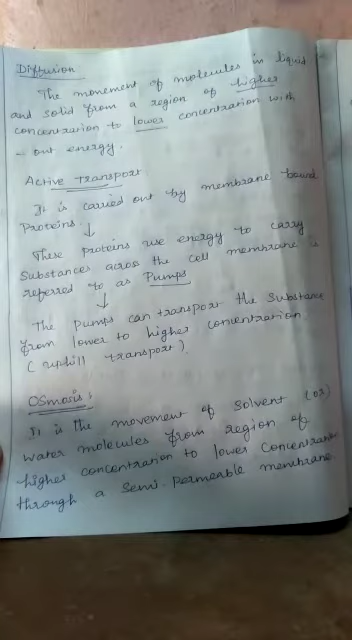 Diffusion
The monement of molecules in liquid
and solid from a region of higher
concentration to lower concentration with
- out energy.
Active transport
It is carried out by membrane bound
Proteins.
↓
These proteins use energy to carry
Substances across the cell membrane is
referred to as Pumps
↓
The pumps can transport the substance
from lower to higher concentration
(uphill transport).
Osmosis:
It is the movement of solvent (or)
water molecules from region of
higher concentration to lower concentration
through a semi. Permeable membrane.